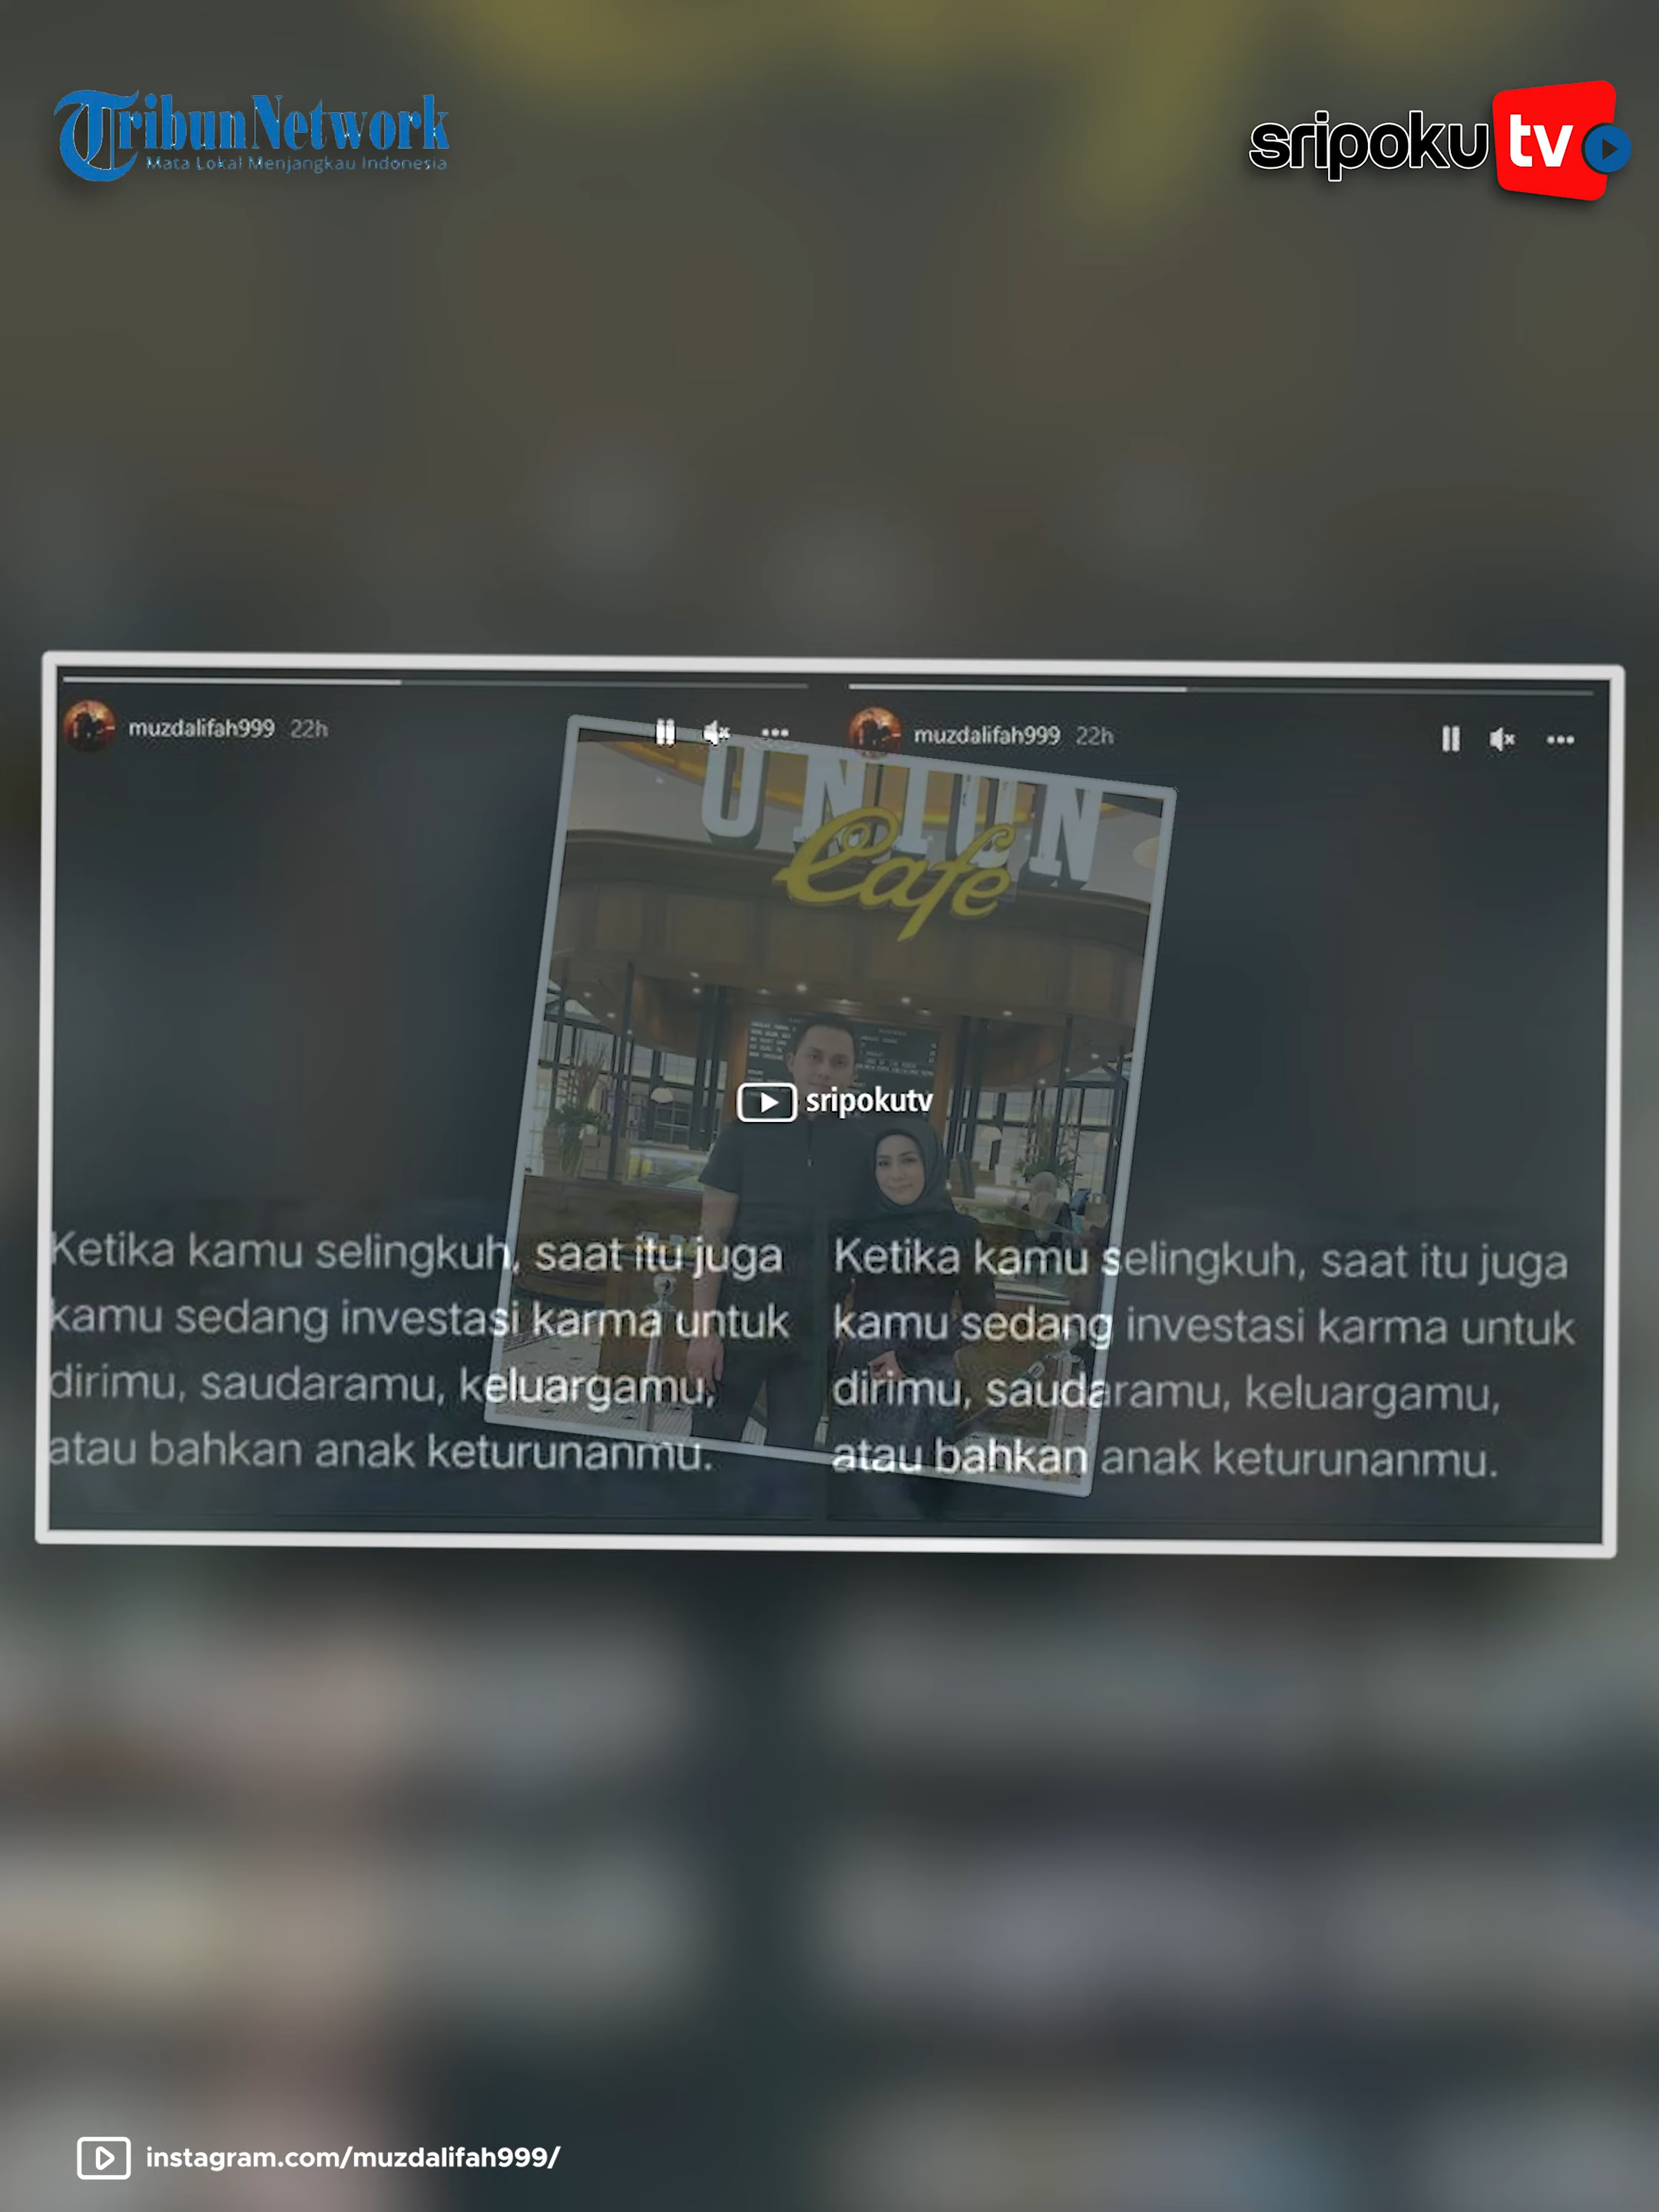 Tribun Network
Mata Lokal Menjangkau Indonesia
sripoku tv
muzdalifah999 22h
muzdalifah999 22h
UNION
Cafe
sripokutv
Ketika kamu selingkuh, saat itu juga
kamu sedang investasi karma untuk
dirimu, saudaramu, keluargamu,
atau bahkan anak keturunanmu.
Ketika kamu selingkuh, saat itu juga
kamu sedang investasi karma untuk
dirimu, saudaramu, keluargamu,
atau bahkan anak keturunanmu.
instagram.com/muzdalifah999/